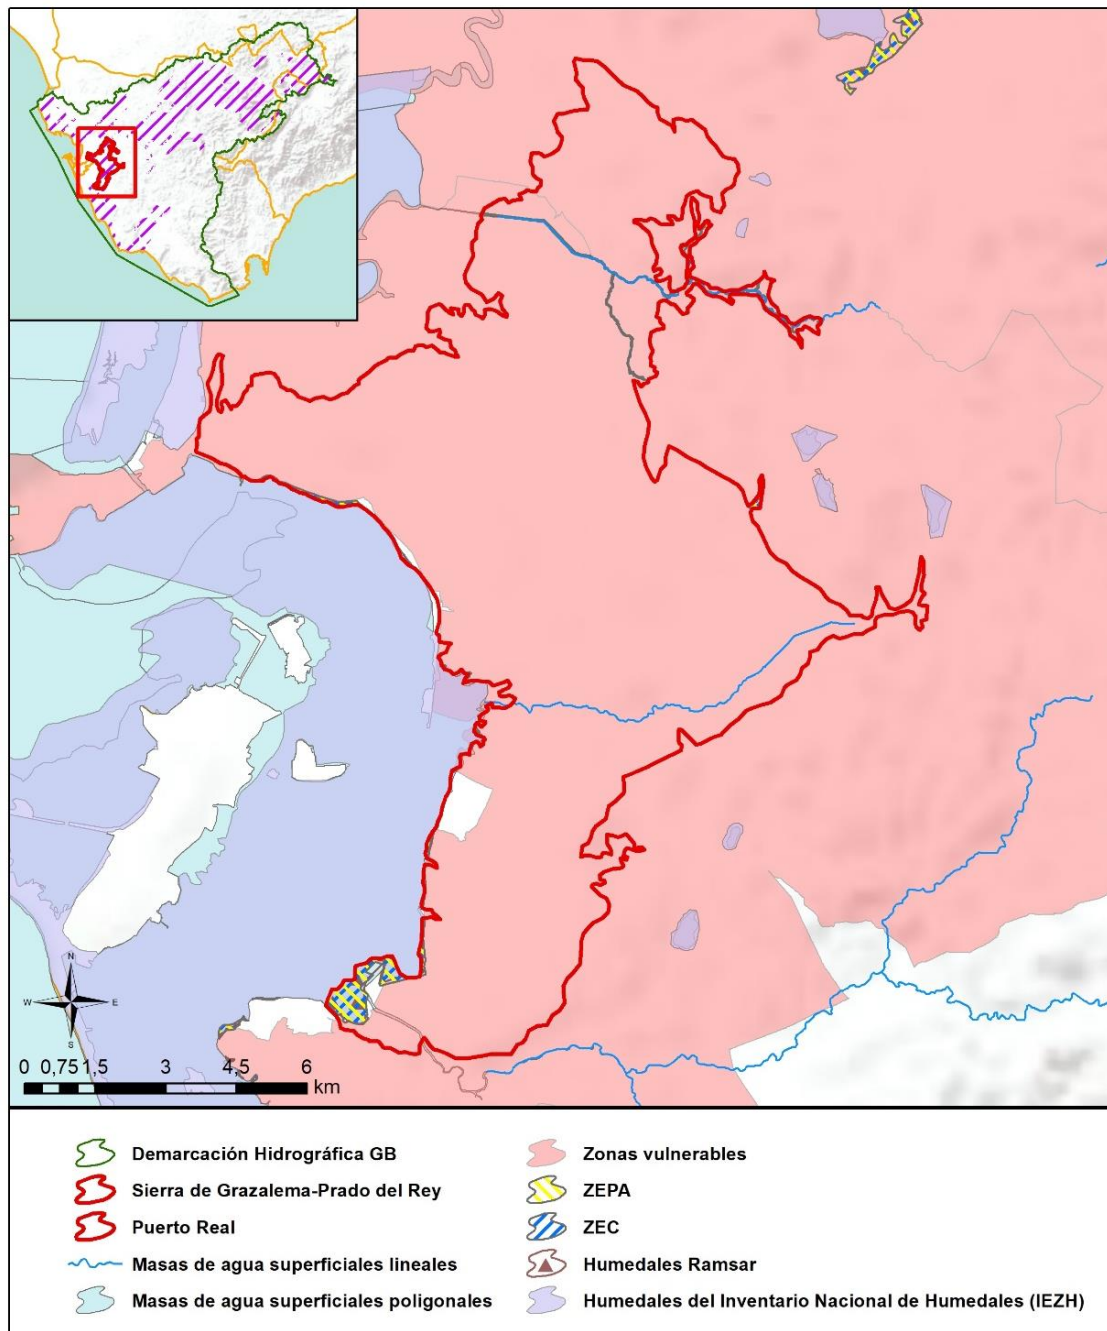 N
W E
S
0 0,75 1,5 3 4,5 6
km
Demarcación Hidrográfica GB
Sierra de Grazalema-Prado del Rey
Puerto Real
Masas de agua superficiales lineales
Masas de agua superficiales poligonales
Zonas vulnerables
ZEPA
ZEC
Humedales Ramsar
Humedales del Inventario Nacional de Humedales (IEZH)